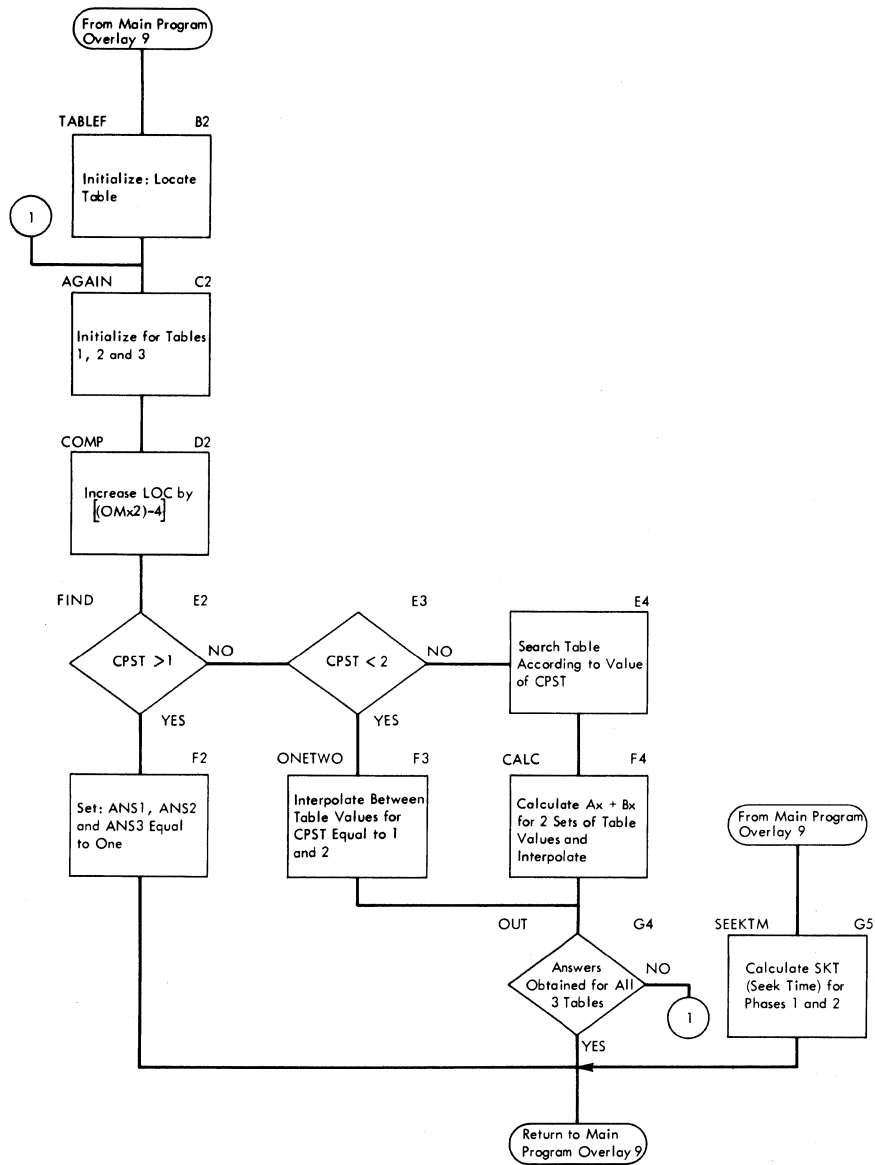 From Main Program
Overlay 9
TABLEF B2
Initialize: Locate
Table
1
AGAIN C2
Initialize for Tables
1, 2 and 3
COMP D2
Increase LOC by
[(OMx2)-4]
FIND E2
CPST >1
NO
YES
E3
CPST < 2
NO
YES
E4
Search Table
According to Value
of CPST
F2
Set: ANS1, ANS2
and ANS3 Equal
to One
ONETWO F3
Interpolate Between
Table Values for
CPST Equal to 1
and 2
CALC F4
Calculate Ax + Bx
for 2 Sets of Table
Values and
Interpolate
From Main Program
Overlay 9
OUT G4
Answers
Obtained for All
3 Tables
NO
1
YES
SEEKTM G5
Calculate SKT
(Seek Time) for
Phases 1 and 2
Return to Main
Program Overlay 9